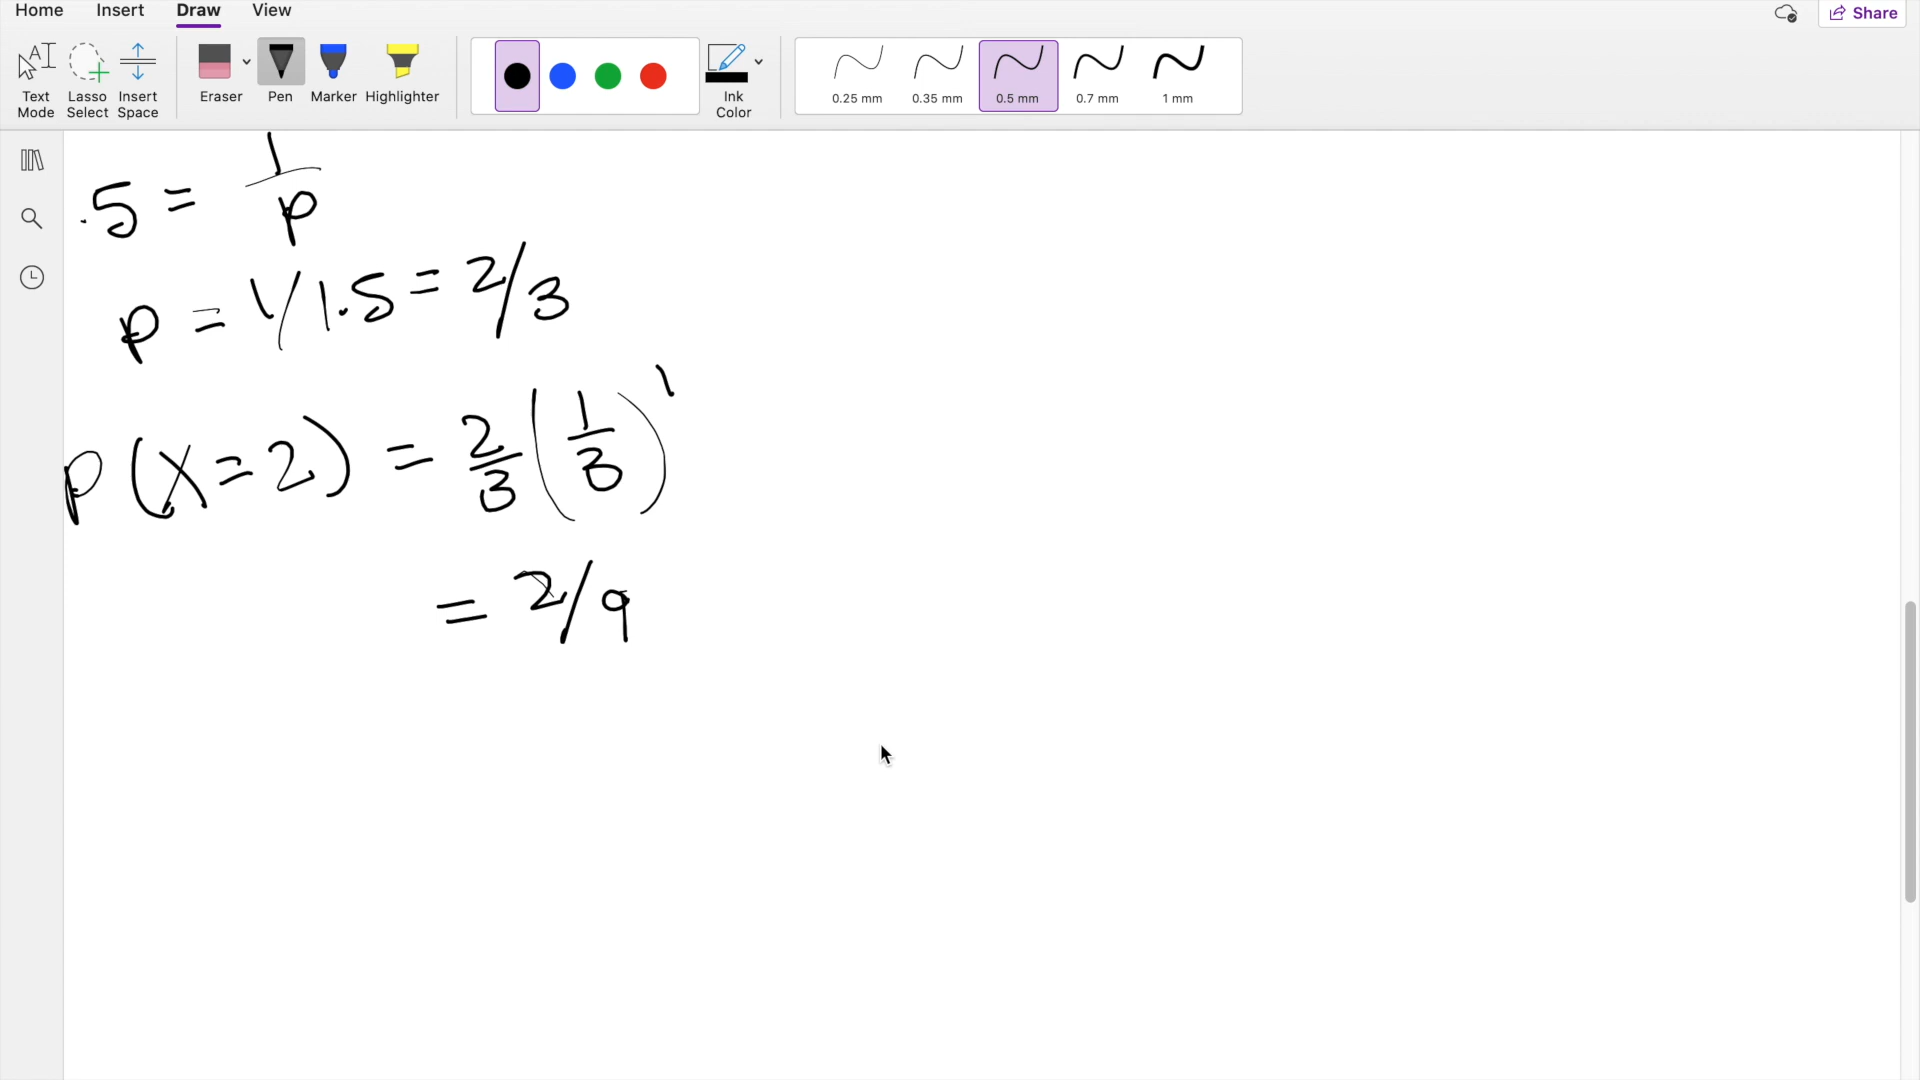 Home Insert Draw View
Share
Text Mode
Lasso Select
Insert Space
Eraser
Pen
Marker
Highlighter
Ink Color
0.25 mm
0.35 mm
0.5 mm
0.7 mm
1 mm
.5 = 1/p
p = 1/1.5 = 2/3
P(X=2) = 2/3 (1/3)^1
= 2/9